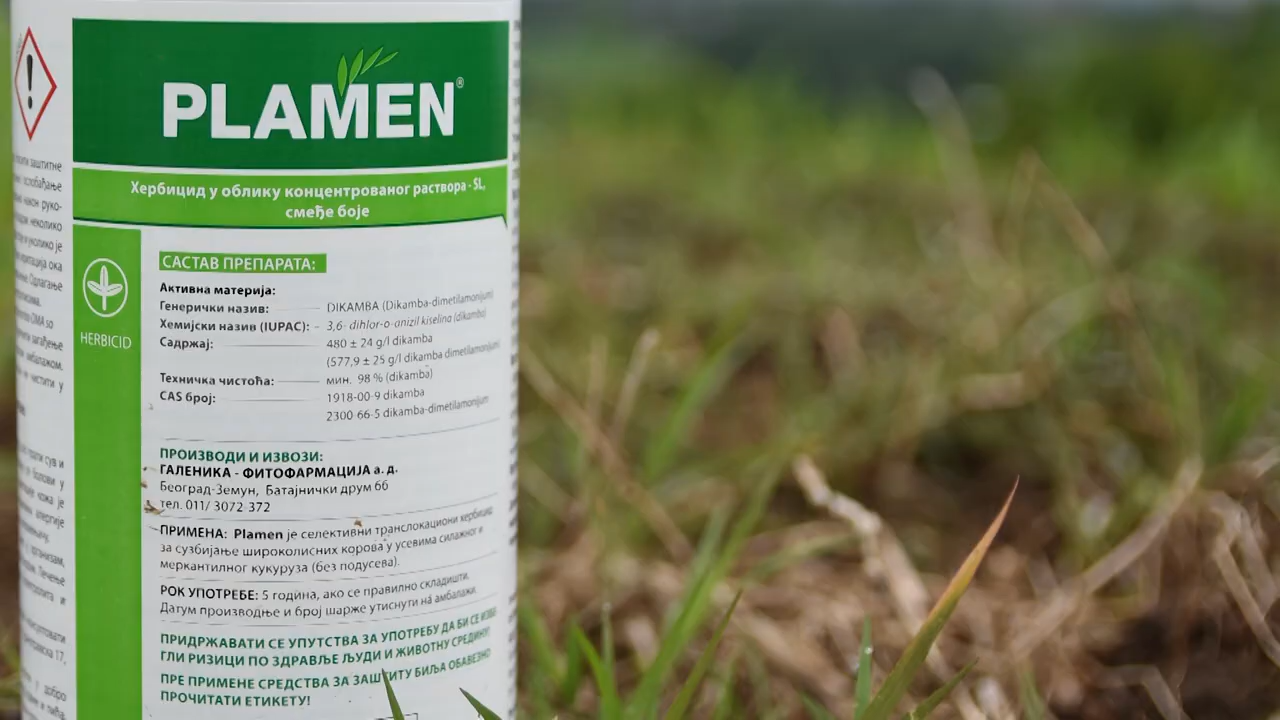 PLAMEN®
Хербицид у облику концентрованог раствора - SL,
смеђе боје
HERBICID
САСТАВ ПРЕПАРАТА:
Активна материја:
Генерички назив: DIKAMBA (Dikamba-dimetilamonijum)
Хемијски назив (IUPAC): - 3,6- dihlor-o-anizil kiselina (dikamba)
Садржај: 480 ± 24 g/l dikamba
(577,9 ± 25 g/l dikamba dimetilamonijum)
Техничка чистоћа: мин. 98 % (dikamba)
CAS број: 1918-00-9 dikamba
2300-66-5 dikamba-dimetilamonijum
ПРОИЗВОДИ И ИЗВОЗИ:
ГАЛЕНИКА - ФИТОФАРМАЦИЈА а. д.
Београд-Земун, Батајнички друм бб
тел. 011/ 3072-372
ПРИМЕНА: Plamen је селективни транслокациони хербицид
за сузбијање широколисних корова у усевима силажног и
меркантилног кукуруза (без подусева).
РОК УПОТРЕБЕ: 5 година, ако се правилно складишти.
Датум производње и број шарже утиснути на амбалажи.
ПРИДРЖАВАТИ СЕ УПУТСТВА ЗА УПОТРЕБУ ДА БИ СЕ ИЗБЕ
ГЛИ РИЗИЦИ ПО ЗДРАВЉЕ ЉУДИ И ЖИВОТНУ СРЕДИНУ!
ПРЕ ПРИМЕНЕ СРЕДСТВА ЗА ЗАШТИТУ БИЉА ОБАВЕЗНО
ПРОЧИТАТИ ЕТИКЕТУ!